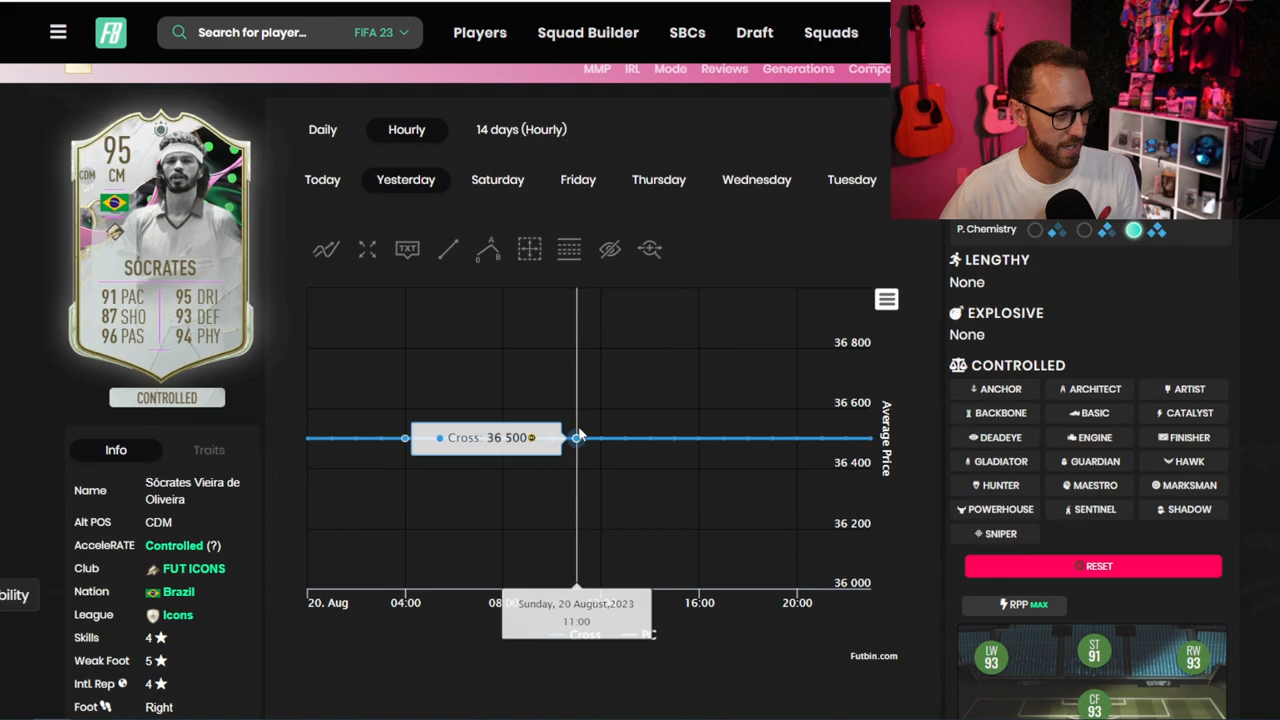 FB
Search for player...
FIFA 23
Players
Squad Builder
SBCs
Draft
Squads
MMP
IRL
Mode
Reviews
Generations
95
CM
CDM
SÓCRATES
91 PAC
95 DRI
87 SHO
93 DEF
96 PAS
94 PHY
CONTROLLED
Daily
Hourly
14 days (Hourly)
Today
Yesterday
Saturday
Friday
Thursday
Wednesday
Tuesday
TXT
36 800
36 600
36 400
36 200
36 000
Average Price
Cross: 36 500
20. Aug
04:00
16:00
20:00
Sunday, 20 August,2023
11:00
Cross
PC
Futbin.com
Info
Traits
Name
Sócrates Vieira de
Oliveira
Alt POS
CDM
AcceleRATE
Controlled (?)
Club
FUT ICONS
Nation
Brazil
League
Icons
Skills
4
Weak Foot
5
Intl. Rep
4
Foot
Right
bility
P. Chemistry
LENGTHY
None
EXPLOSIVE
None
CONTROLLED
ANCHOR
ARCHITECT
ARTIST
BACKBONE
BASIC
CATALYST
DEADEYE
ENGINE
FINISHER
GLADIATOR
GUARDIAN
HAWK
HUNTER
MAESTRO
MARKSMAN
POWERHOUSE
SENTINEL
SHADOW
SNIPER
RESET
RPP MAX
LW
93
ST
91
RW
93
CF
93